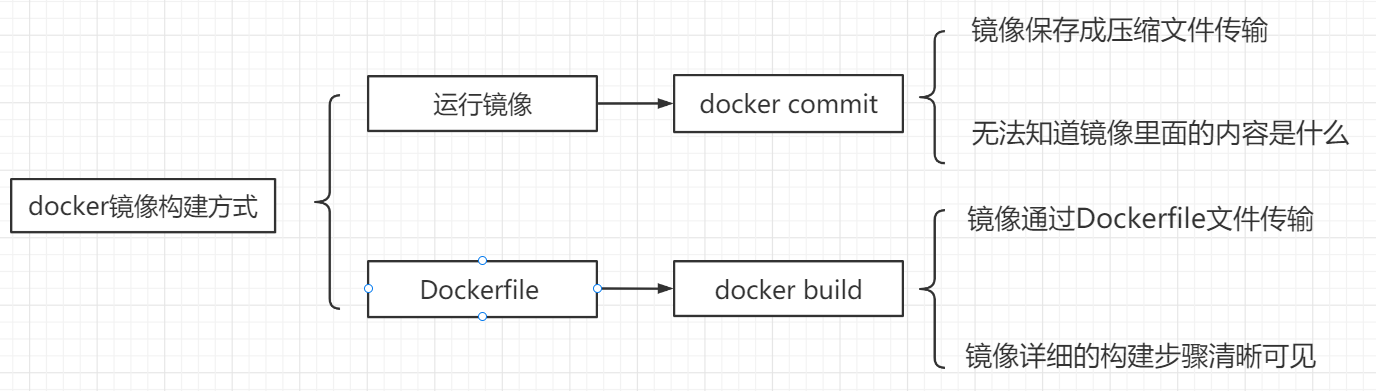 docker镜像构建方式
运行镜像
docker commit
镜像保存成压缩文件传输
无法知道镜像里面的内容是什么
Dockerfile
docker build
镜像通过Dockerfile文件传输
镜像详细的构建步骤清晰可见